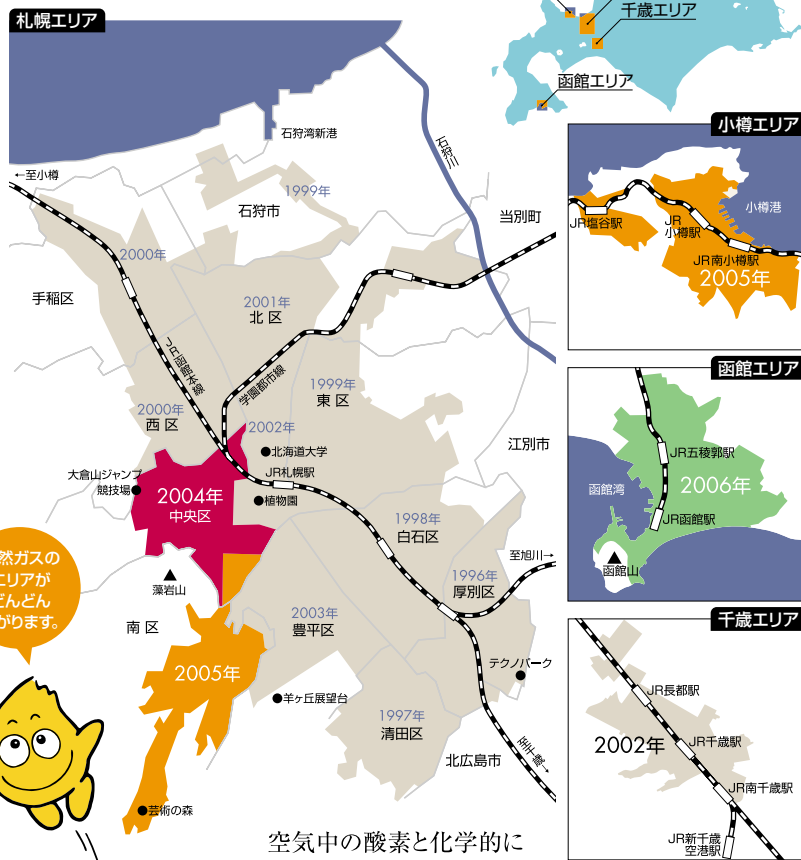 札幌エリア
千歳エリア
函館エリア
石狩湾新港
石狩川
←至小樽
1999年
石狩市
当別町
2000年
手稲区
2001年
北 区
JR函館本線
学園都市線
1999年
東 区
2000年
西 区
2002年
江別市
●北海道大学
大倉山ジャンプ
競技場●
JR札幌駅
2004年
中央区
●植物園
1998年
白石区
至旭川→
1996年
厚別区
▲
藻岩山
2003年
豊平区
南 区
然ガスの
エリアが
どんどん
がります。
2005年
テクノパーク
●羊ヶ丘展望台
1997年
清田区
北広島市
至千歳→
●芸術の森
空気中の酸素と化学的に
小樽エリア
小樽港
JR塩谷駅
JR
小樽駅
JR南小樽駅
2005年
函館エリア
JR五稜郭駅
函館湾
2006年
JR函館駅
▲
函館山
千歳エリア
JR長都駅
2002年
JR千歳駅
JR南千歳駅
JR新千歳
空港駅